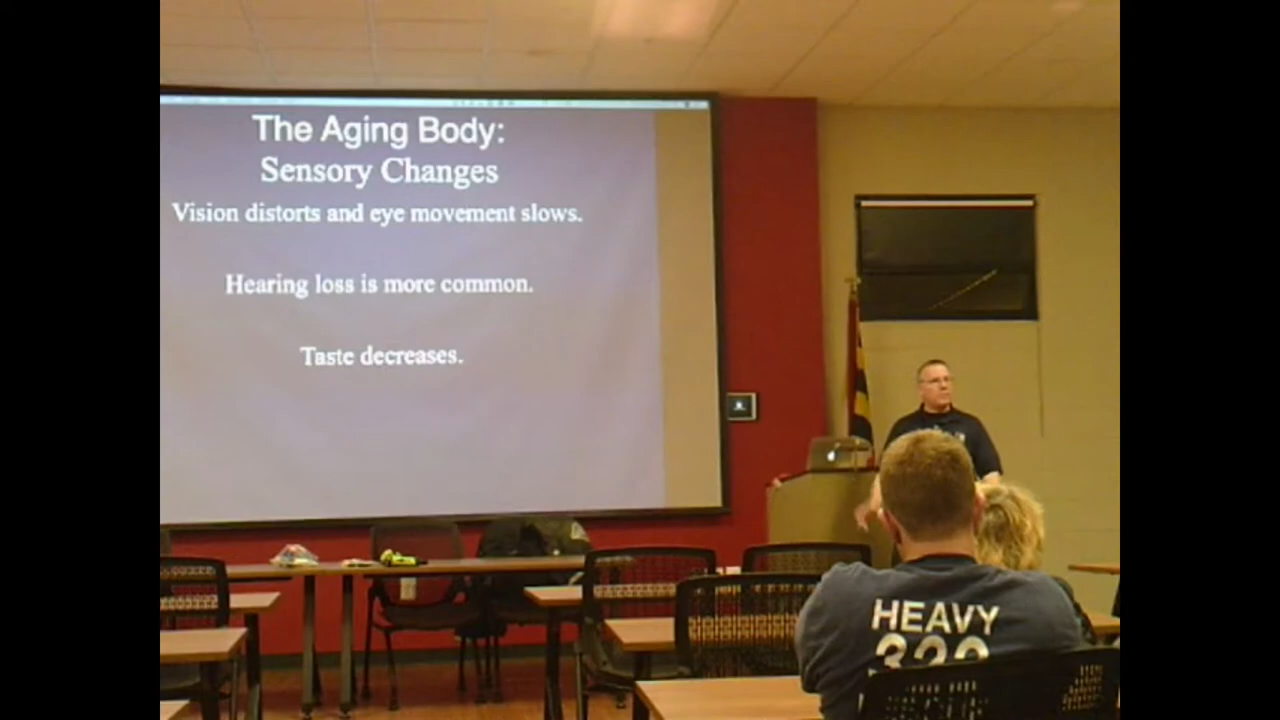 The Aging Body:
Sensory Changes
Vision distorts and eye movement slows.
Hearing loss is more common.
Taste decreases.
HEAVY
329